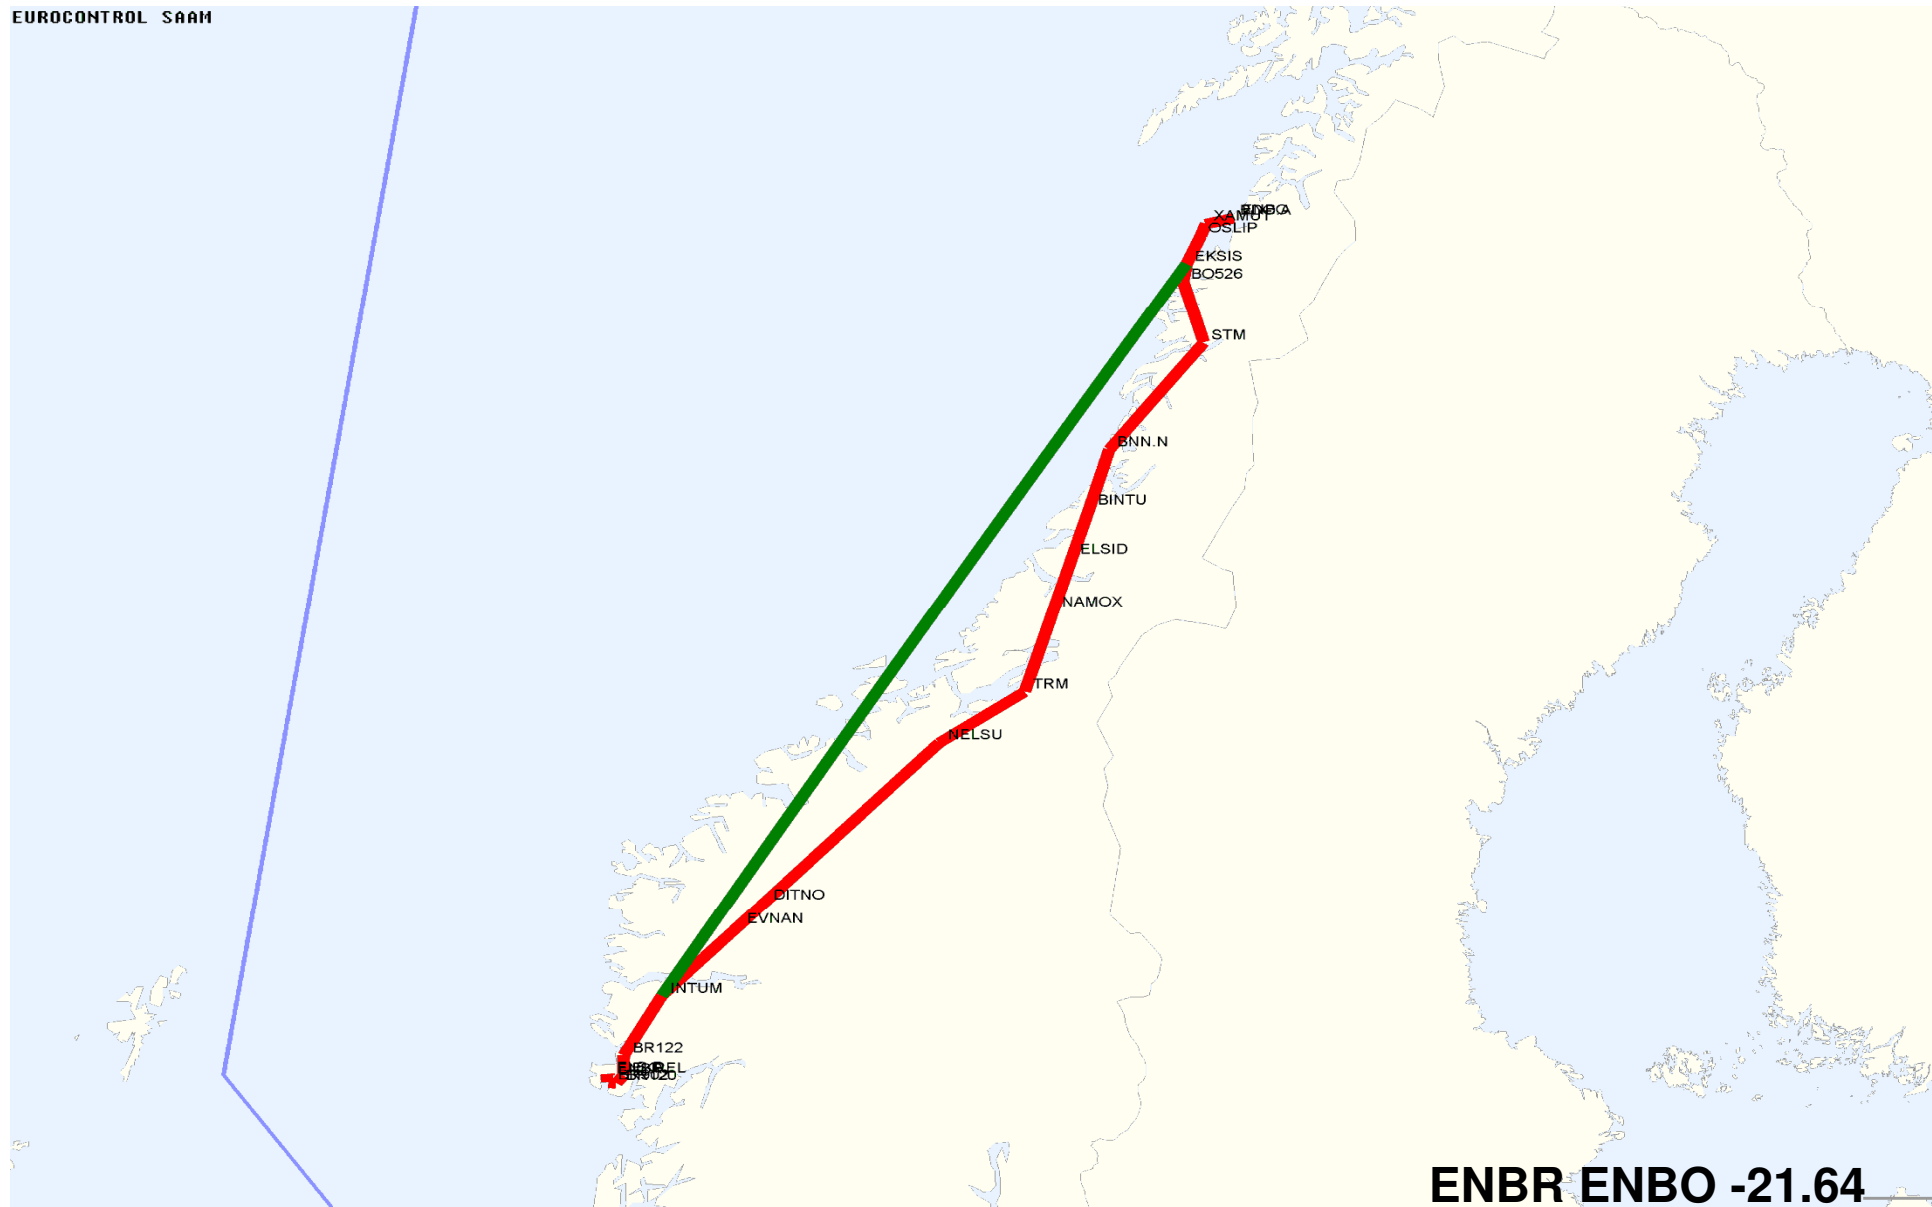 EUROCONTROL SAAM
XAMUT
OSLIP
EKSIS
BO526
STM
BNN.N
BINTU
ELSID
NAMOX
TRM
NELSU
DITNO
EVNAN
INTUM
BR122
ENBR ENBO -21.64